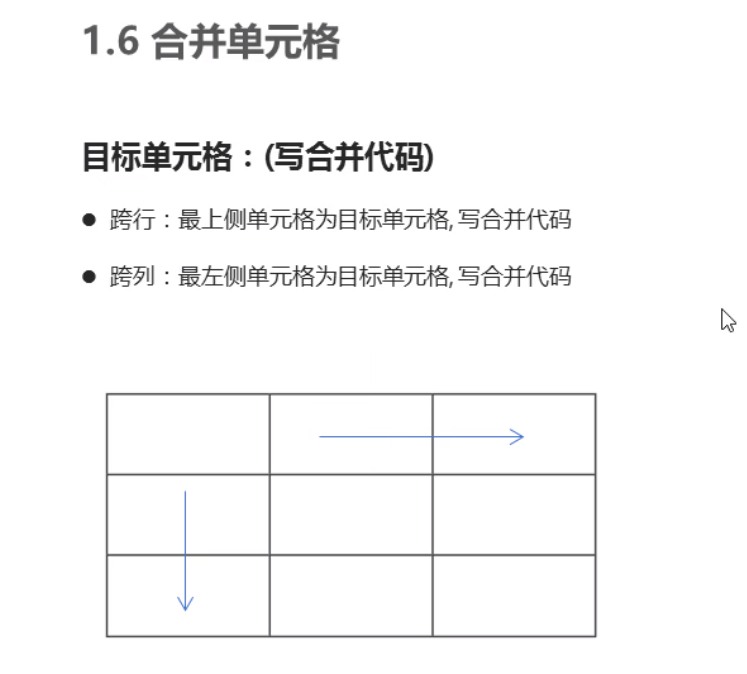 1.6 合并单元格
目标单元格：(写合并代码)
● 跨行：最上侧单元格为目标单元格, 写合并代码
● 跨列：最左侧单元格为目标单元格, 写合并代码